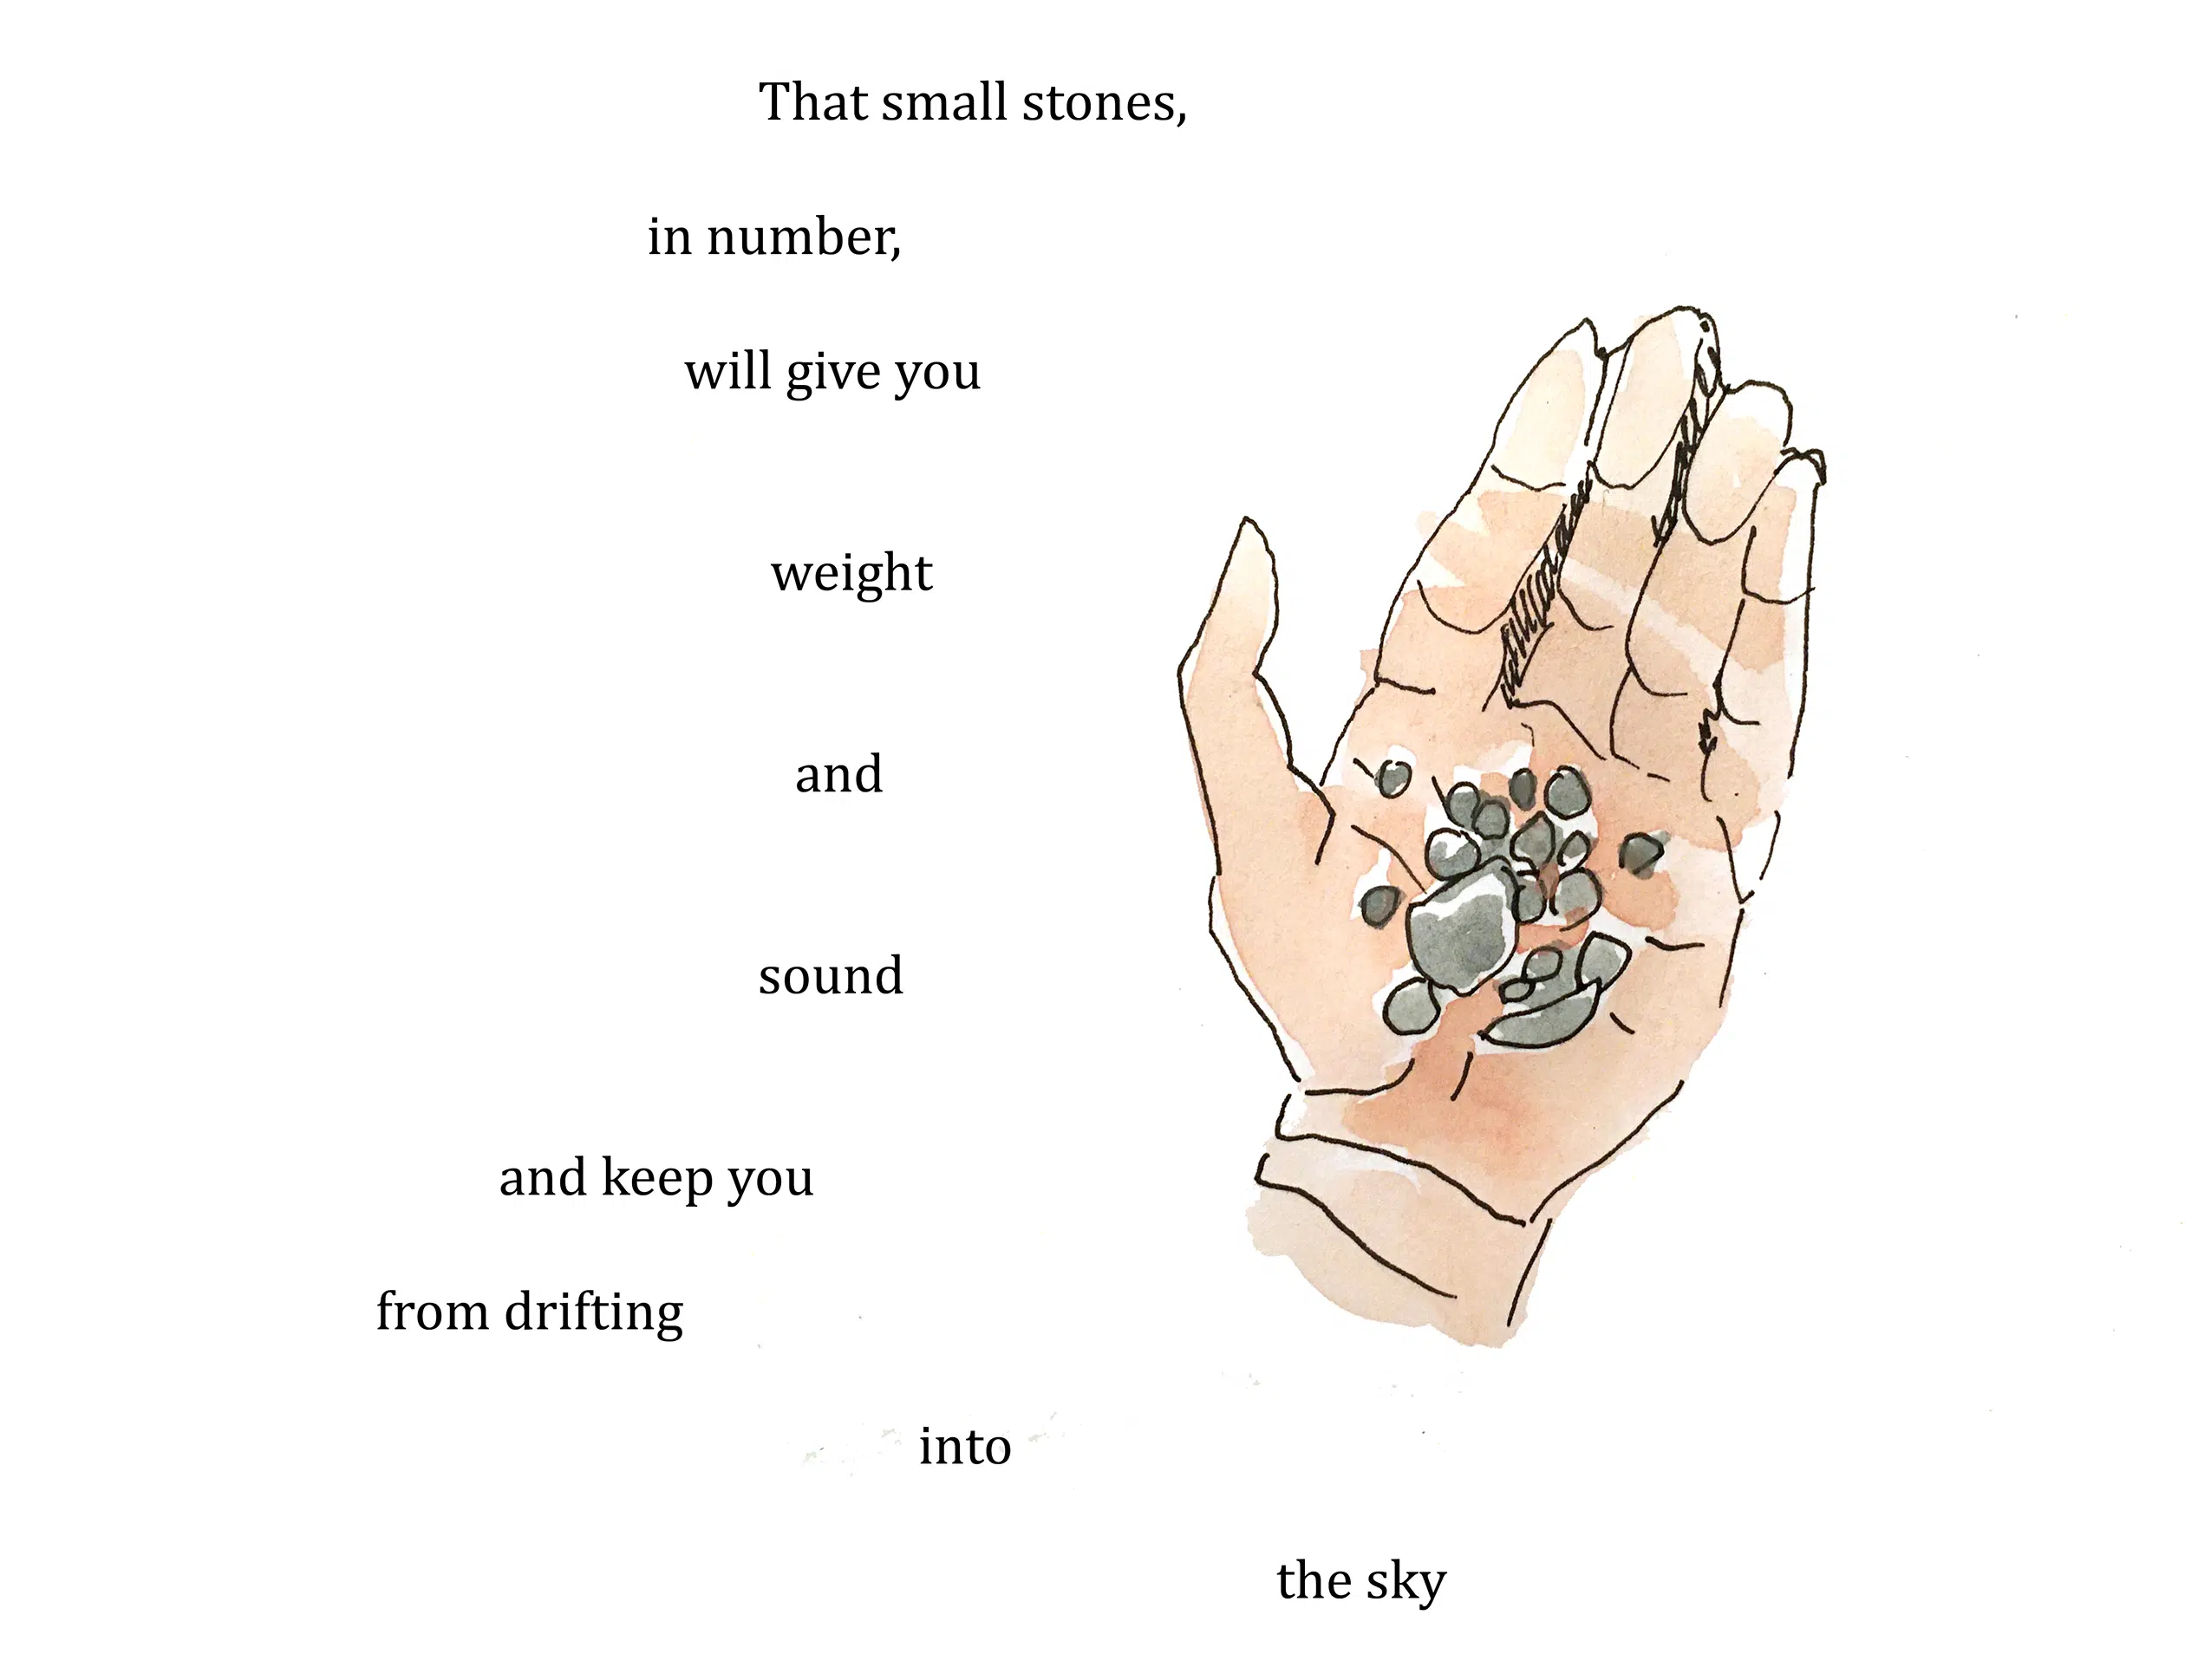 That small stones,
in number,
will give you
weight
and
sound
and keep you
from drifting
into
the sky